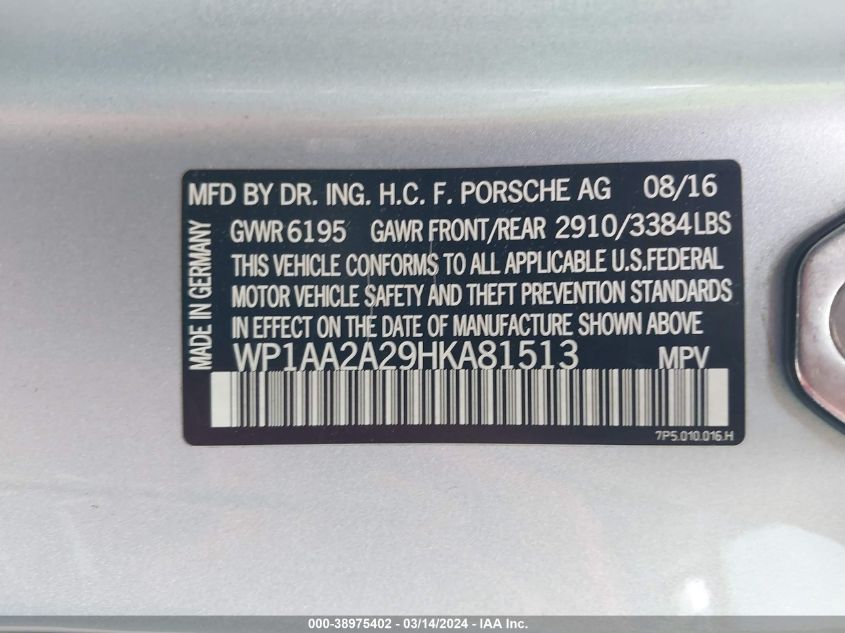 MFD BY DR. ING. H.C. F. PORSCHE AG 08/16
GVWR 6195 GAWR FRONT/REAR 2910/3384 LBS
THIS VEHICLE CONFORMS TO ALL APPLICABLE U.S.FEDERAL
MOTOR VEHICLE SAFETY AND THEFT PREVENTION STANDARDS
IN EFFECT ON THE DATE OF MANUFACTURE SHOWN ABOVE
MADE IN GERMANY
WP1AA2A29HKA81513 MPV
7P5.010.016.H
000-38975402 - 03/14/2024 - IAA Inc.